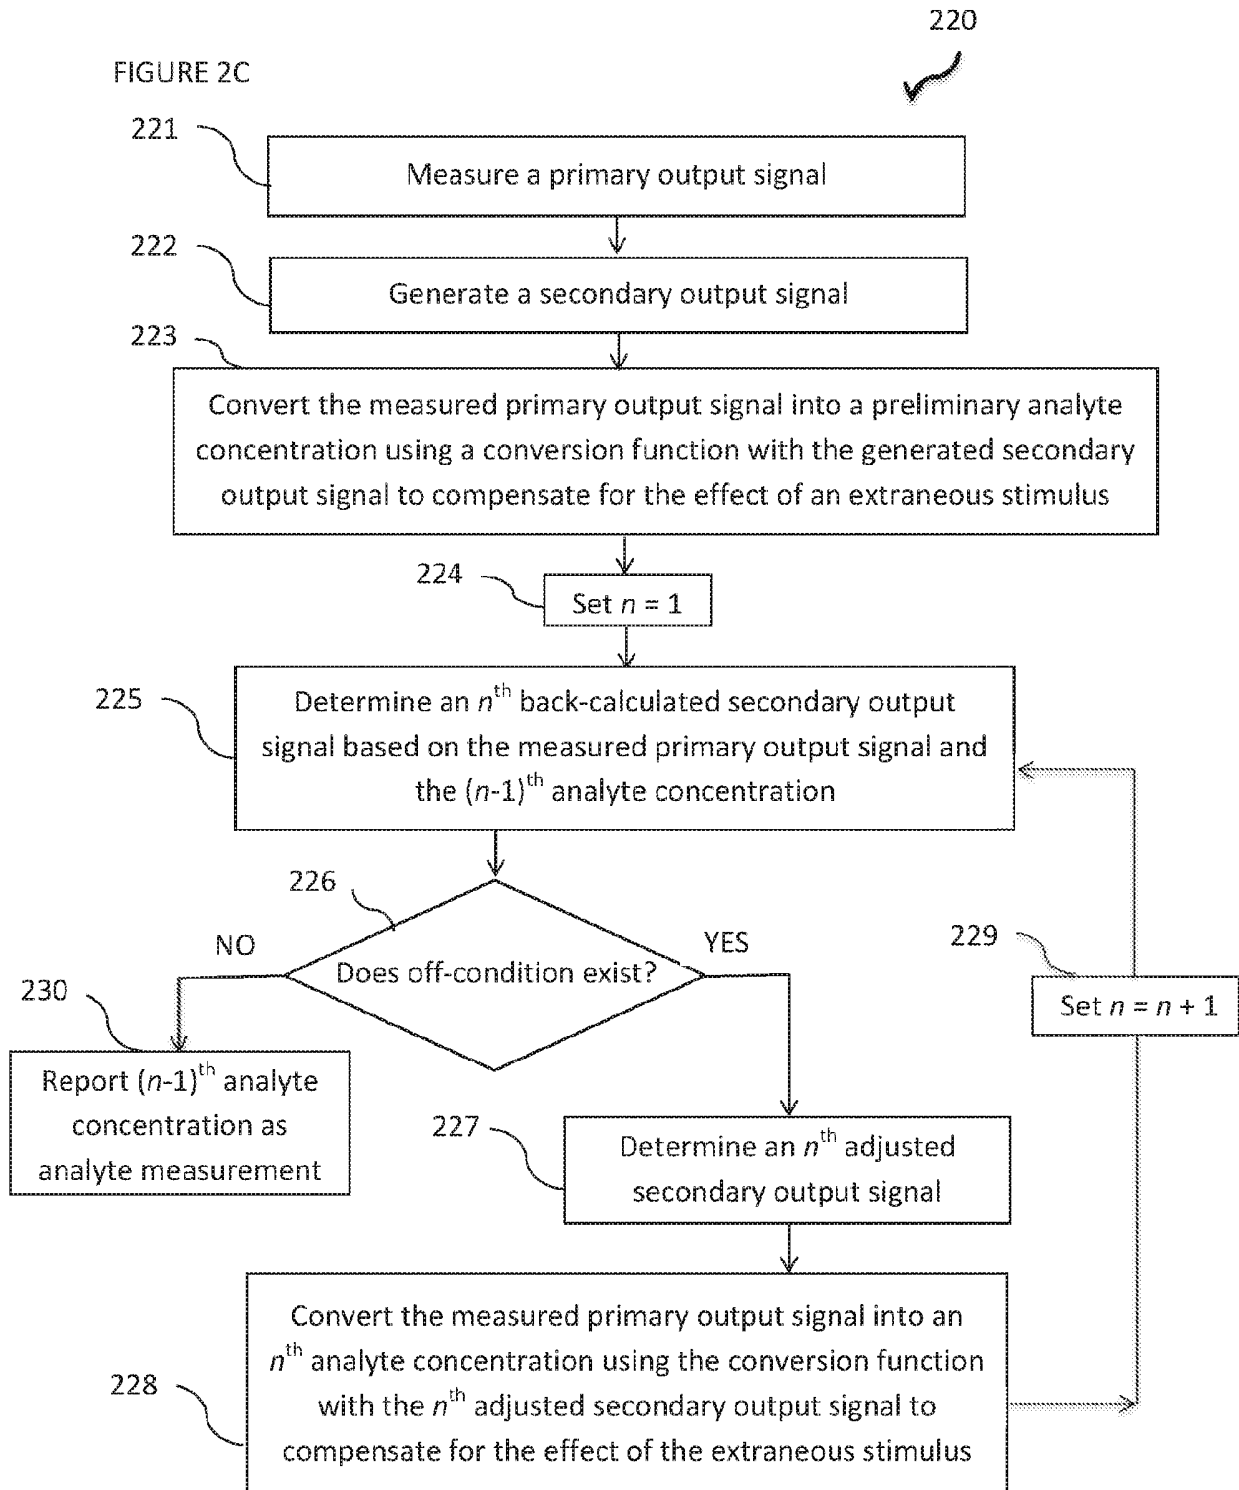 220
FIGURE 2C
221
Measure a primary output signal
222
Generate a secondary output signal
223
Convert the measured primary output signal into a preliminary analyte
concentration using a conversion function with the generated secondary
output signal to compensate for the effect of an extraneous stimulus
224
Set n = 1
225
Determine an nth back-calculated secondary output
signal based on the measured primary output signal and
the (n-1)th analyte concentration
226
NO
YES
Does off-condition exist?
229
Set n = n + 1
230
Report (n-1)th analyte
concentration as
analyte measurement
227
Determine an nth adjusted
secondary output signal
228
Convert the measured primary output signal into an
nth analyte concentration using the conversion function
with the nth adjusted secondary output signal to
compensate for the effect of the extraneous stimulus